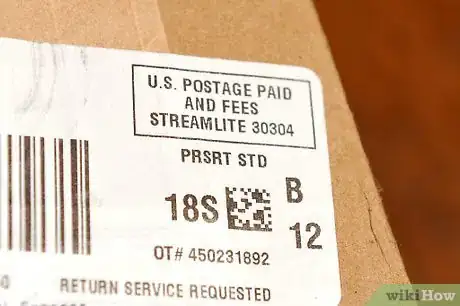 U.S. POSTAGE PAID
AND FEES
STREAMLITE 30304
PRSRT STD
18S B
12
OT# 450231892
RETURN SERVICE REQUESTED
wikiHow